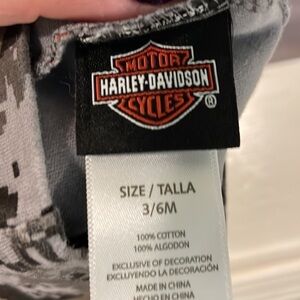 MOTOR
HARLEY-DAVIDSON
CYCLES
®
SIZE / TALLA
3/6M
100% COTTON
100% ALGODON
EXCLUSIVE OF DECORATION
EXCLUYENDO LA DECORACIÓN
MADE IN CHINA
HECHO EN CHINA